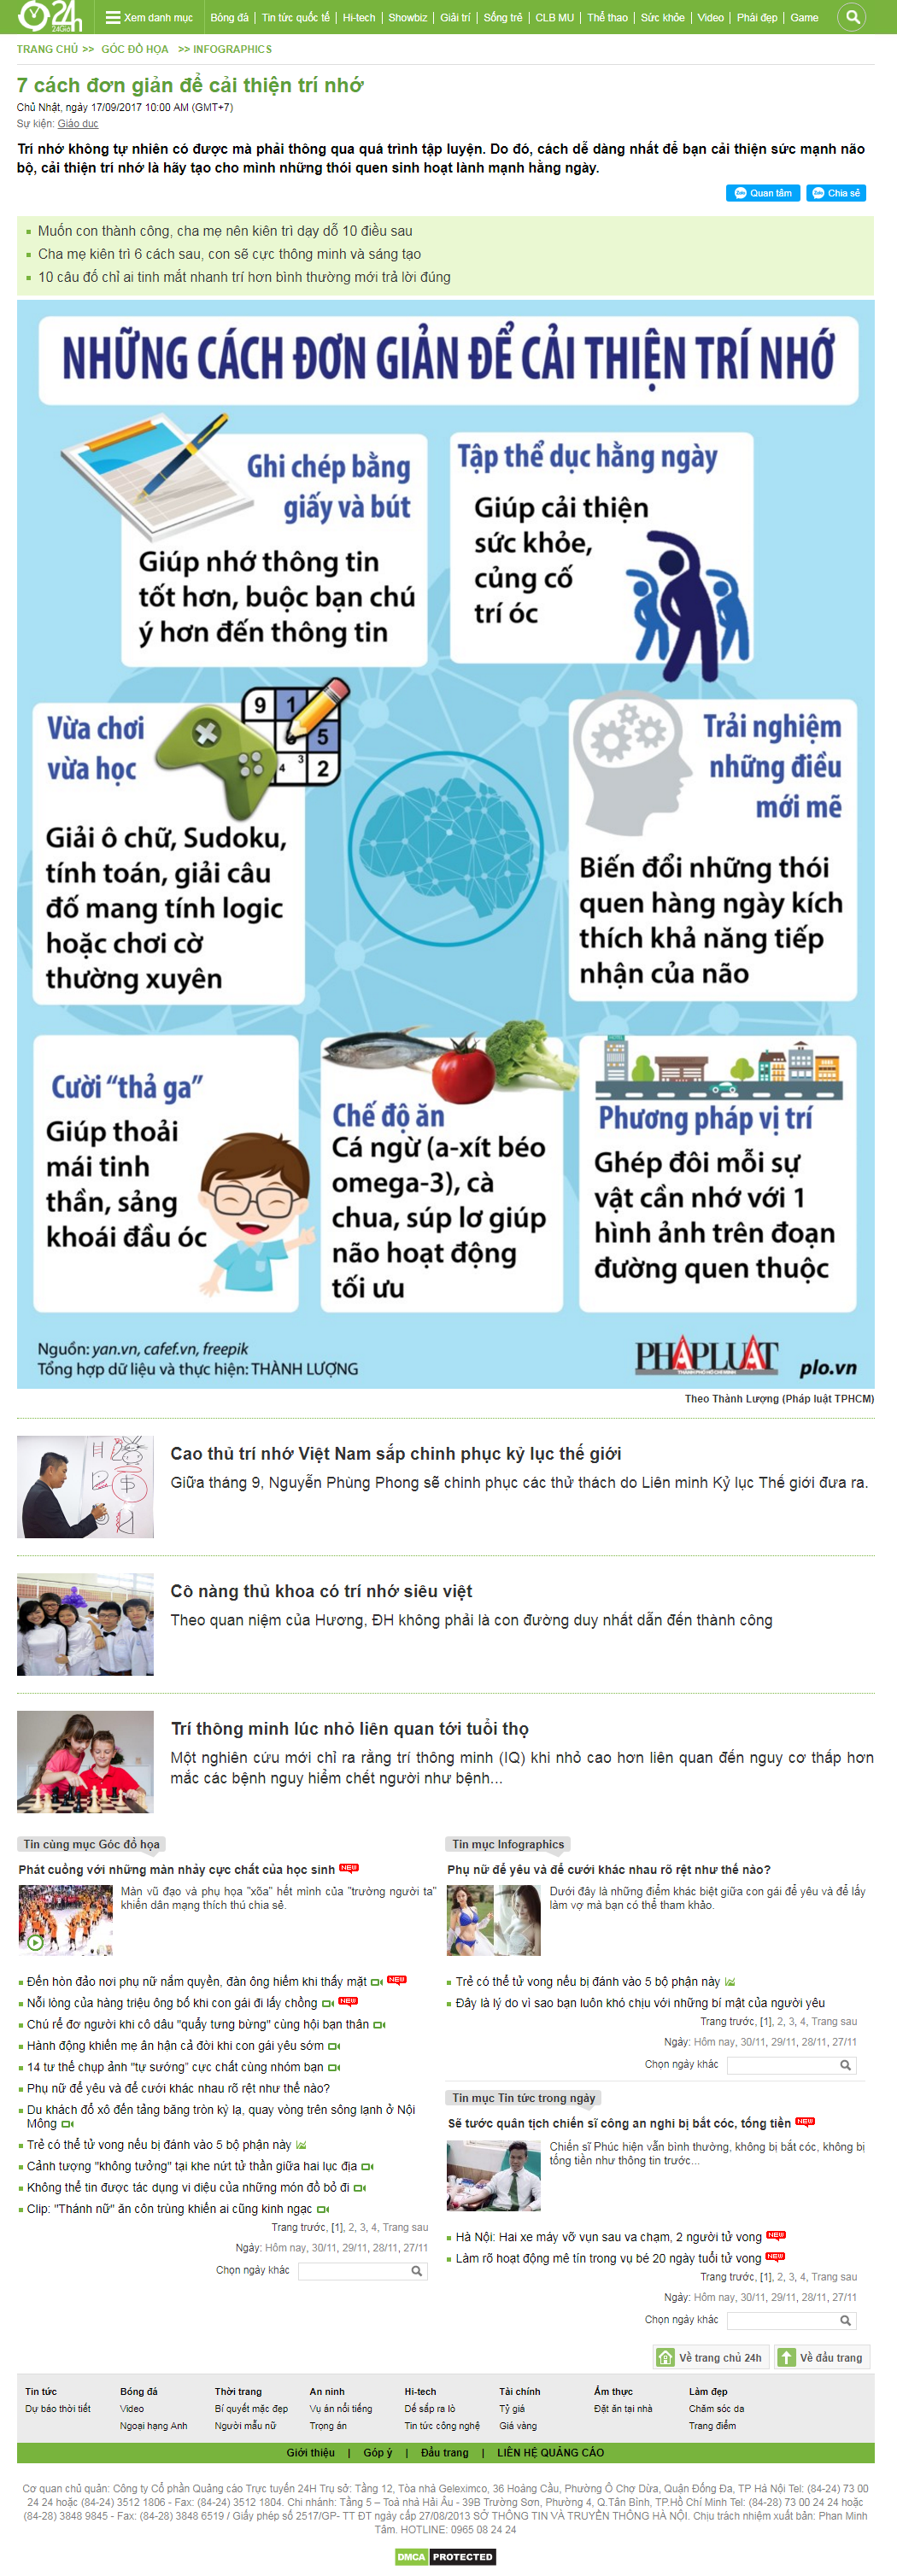 24h
Xem danh mục
Bóng đá | Tin tức quốc tế | Hi-tech | Showbiz | Giải trí | Sống trẻ | CLB MU | Thể thao | Sức khỏe | Video | Phái đẹp | Game
TRANG CHỦ >> GÓC ĐỒ HỌA >> INFOGRAPHICS
7 cách đơn giản để cải thiện trí nhớ
Chủ Nhật, ngày 17/09/2017 10:00 AM (GMT+7)
Sự kiện: Giáo dục
Trí nhớ không tự nhiên có được mà phải thông qua quá trình tập luyện. Do đó, cách dễ dàng nhất để bạn cải thiện sức mạnh não
bộ, cải thiện trí nhớ là hãy tạo cho mình những thói quen sinh hoạt lành mạnh hằng ngày.
Quan tâm
Chia sẻ
Muốn con thành công, cha mẹ nên kiên trì dạy dỗ 10 điều sau
Cha mẹ kiên trì 6 cách sau, con sẽ cực thông minh và sáng tạo
10 câu đố chỉ ai tinh mắt nhanh trí hơn bình thường mới trả lời đúng
NHỮNG CÁCH ĐƠN GIẢN ĐỂ CẢI THIỆN TRÍ NHỚ
Ghi chép bằng
giấy và bút
Giúp nhớ thông tin
tốt hơn, buộc bạn chú
ý hơn đến thông tin
Tập thể dục hằng ngày
Giúp cải thiện
sức khỏe,
củng cố
trí óc
Vừa chơi
vừa học
9 1
6 5
4 3 2
Giải ô chữ, Sudoku,
tính toán, giải câu
đố mang tính logic
hoặc chơi cờ
thường xuyên
Trải nghiệm
những điều
mới mẽ
Biến đổi những thói
quen hàng ngày kích
thích khả năng tiếp
nhận của não
Cười "thả ga"
Giúp thoải
mái tinh
thần, sảng
khoái đầu óc
Chế độ ăn
Cá ngừ (a-xít béo
omega-3), cà
chua, súp lơ giúp
não hoạt động
tối ưu
Phương pháp vị trí
Ghép đôi mỗi sự
vật cần nhớ với 1
hình ảnh trên đoạn
đường quen thuộc
Nguồn: yan.vn, cafef.vn, freepik
Tổng hợp dữ liệu và thực hiện: THÀNH LƯỢNG
PHÁP LUẬT
THÀNH PHỐ HỒ CHÍ MINH
plo.vn
Theo Thành Lượng (Pháp luật TPHCM)
Cao thủ trí nhớ Việt Nam sắp chinh phục kỷ lục thế giới
Giữa tháng 9, Nguyễn Phùng Phong sẽ chinh phục các thử thách do Liên minh Kỷ lục Thế giới đưa ra.
Cô nàng thủ khoa có trí nhớ siêu việt
Theo quan niệm của Hương, ĐH không phải là con đường duy nhất dẫn đến thành công
Trí thông minh lúc nhỏ liên quan tới tuổi thọ
Một nghiên cứu mới chỉ ra rằng trí thông minh (IQ) khi nhỏ cao hơn liên quan đến nguy cơ thấp hơn
mắc các bệnh nguy hiểm chết người như bệnh...
Tin cùng mục Góc đồ họa
Phát cuồng với những màn nhảy cực chất của học sinh NEW
Màn vũ đạo và phụ họa "xõa" hết mình của "trường người ta"
khiến dân mạng thích thú chia sẻ.
Đến hòn đảo nơi phụ nữ nắm quyền, đàn ông hiếm khi thấy mặt NEW
Nỗi lòng của hàng triệu ông bố khi con gái đi lấy chồng NEW
Chú rể đơ người khi cô dâu "quẩy tưng bừng" cùng hội bạn thân
Hành động khiến mẹ ân hận cả đời khi con gái yêu sớm
14 tư thế chụp ảnh "tự sướng" cực chất cùng nhóm bạn
Phụ nữ để yêu và để cưới khác nhau rõ rệt như thế nào?
Du khách đổ xô đến tảng băng tròn kỳ lạ, quay vòng trên sông lạnh ở Nội
Mông
Trẻ có thể tử vong nếu bị đánh vào 5 bộ phận này
Cảnh tượng "không tưởng" tại khe nứt tử thần giữa hai lục địa
Không thể tin được tác dụng vi diệu của những món đồ bỏ đi
Clip: "Thánh nữ" ăn côn trùng khiến ai cũng kinh ngạc
Trang trước, [1], 2, 3, 4, Trang sau
Ngày: Hôm nay, 30/11, 29/11, 28/11, 27/11
Chọn ngày khác
Tin mục Infographics
Phụ nữ để yêu và để cưới khác nhau rõ rệt như thế nào?
Dưới đây là những điểm khác biệt giữa con gái để yêu và để lấy
làm vợ mà bạn có thể tham khảo.
Trẻ có thể tử vong nếu bị đánh vào 5 bộ phận này
Đây là lý do vì sao bạn luôn khó chịu với những bí mật của người yêu
Trang trước, [1], 2, 3, 4, Trang sau
Ngày: Hôm nay, 30/11, 29/11, 28/11, 27/11
Chọn ngày khác
Tin mục Tin tức trong ngày
Sẽ tước quân tịch chiến sĩ công an nghi bị bắt cóc, tống tiền NEW
Chiến sĩ Phúc hiện vẫn bình thường, không bị bắt cóc, không bị
tống tiền như thông tin trước...
Hà Nội: Hai xe máy vỡ vụn sau va chạm, 2 người tử vong NEW
Làm rõ hoạt động mê tín trong vụ bé 20 ngày tuổi tử vong NEW
Trang trước, [1], 2, 3, 4, Trang sau
Ngày: Hôm nay, 30/11, 29/11, 28/11, 27/11
Chọn ngày khác
Về trang chủ 24h
Về đầu trang
Tin tức Bóng đá Thời trang An ninh Hi-tech Tài chính Ẩm thực Làm đẹp
Dự báo thời tiết Video Bí quyết mặc đẹp Vụ án nổi tiếng Dế sắp ra lò Tỷ giá Đặt ăn tại nhà Chăm sóc da
Ngoại hạng Anh Người mẫu nữ Trọng án Tin tức công nghệ Giá vàng Trang điểm
Giới thiệu | Góp ý | Đầu trang | LIÊN HỆ QUẢNG CÁO
Cơ quan chủ quản: Công ty Cổ phần Quảng cáo Trực tuyến 24H Trụ sở: Tầng 12, Tòa nhà Geleximco, 36 Hoàng Cầu, Phường Ô Chợ Dừa, Quận Đống Đa, TP Hà Nội Tel: (84-24) 73 00
24 24 hoặc (84-24) 3512 1806 - Fax: (84-24) 3512 1804. Chi nhánh: Tầng 5 – Toà nhà Hải Âu - 39B Trường Sơn, Phường 4, Q.Tân Bình, TP.Hồ Chí Minh Tel: (84-28) 73 00 24 24 hoặc
(84-28) 3848 9845 - Fax: (84-28) 3848 6519 / Giấy phép số 2517/GP- TT ĐT ngày cấp 27/08/2013 SỞ THÔNG TIN VÀ TRUYỀN THÔNG HÀ NỘI. Chịu trách nhiệm xuất bản: Phan Minh
Tâm. HOTLINE: 0965 08 24 24
DMCA PROTECTED